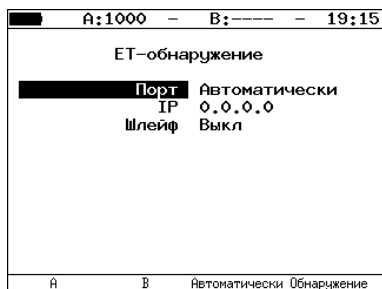 A:1000 – B:---- – 19:15
ET-обнаружение
Порт Автоматически
IP 0.0.0.0
Шлейф Выкл
A B Автоматически Обнаружение